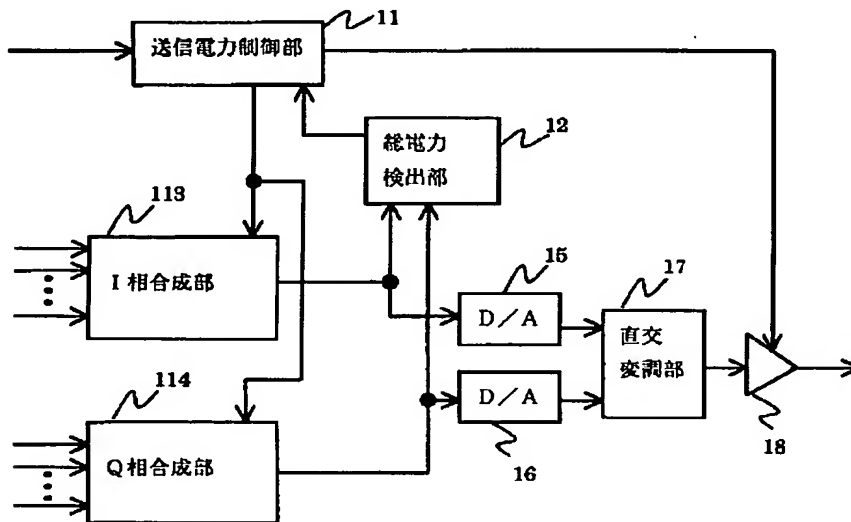 11
送信電力制御部
12
総電力
検出部
113
I相合成部
15
D/A
17
直交
変調部
114
D/A
16
18
Q相合成部